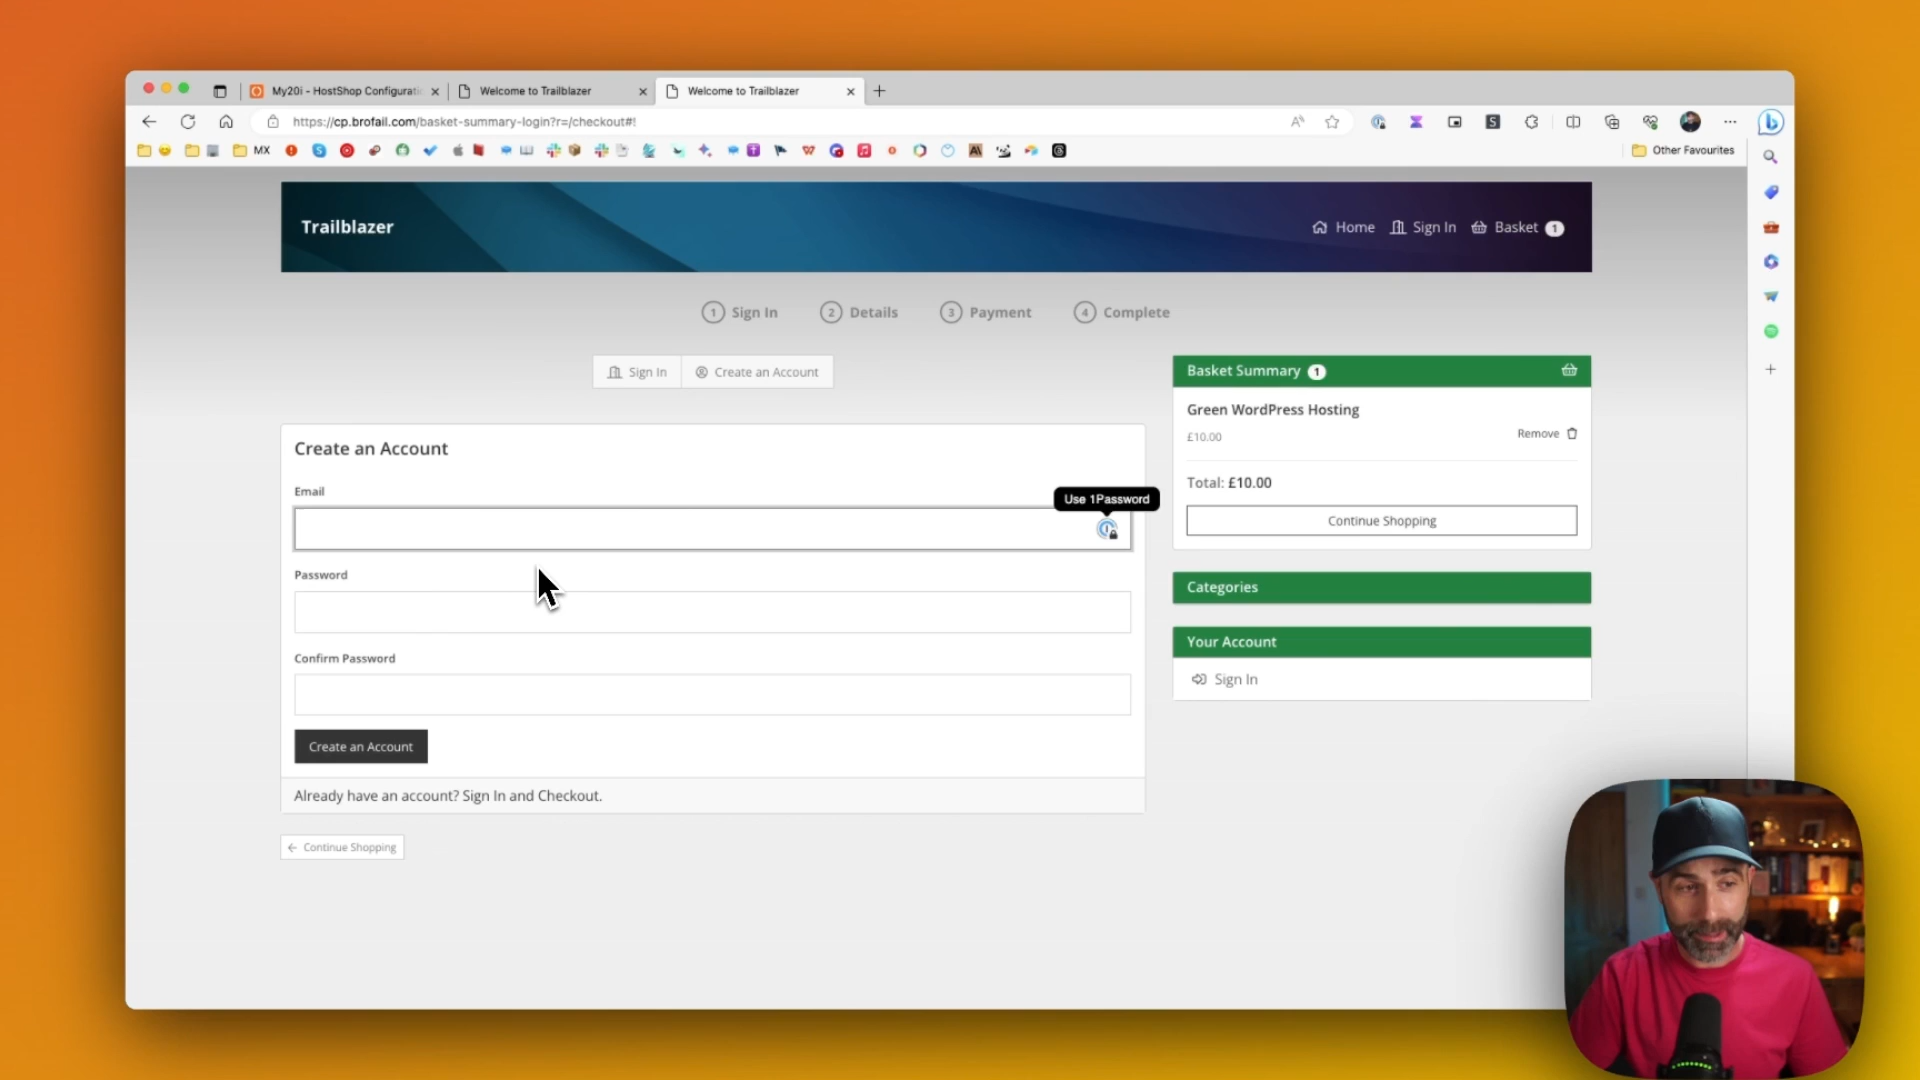 My20i - HostShop Configurati
Welcome to Trailblazer
Welcome to Trailblazer
https://cp.brofail.com/basket-summary-login?r=/checkout#!
MX
Other Favourites
Trailblazer
Home
Sign In
Basket 1
1 Sign In
2 Details
3 Payment
4 Complete
Sign In
Create an Account
Create an Account
Email
Use 1Password
Password
Confirm Password
Create an Account
Already have an account? Sign In and Checkout.
Continue Shopping
Basket Summary 1
Green WordPress Hosting
£10.00
Remove
Total: £10.00
Continue Shopping
Categories
Your Account
Sign In